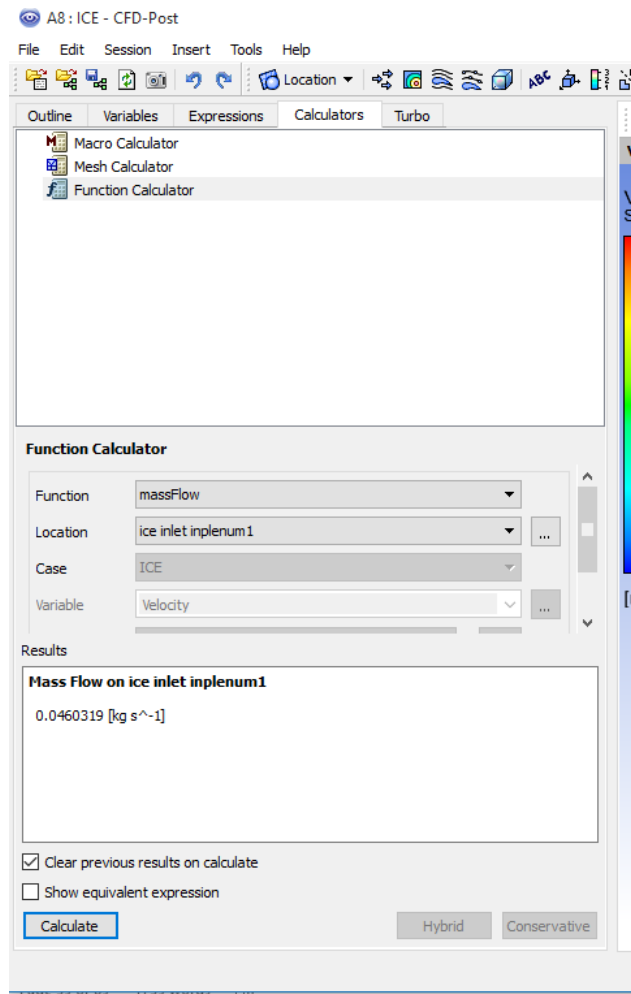 A8 : ICE - CFD-Post
File Edit Session Insert Tools Help
Location ABC
Outline Variables Expressions Calculators Turbo
Macro Calculator
Mesh Calculator
Function Calculator
Function Calculator
Function massFlow
Location ice inlet inplenum1 ...
Case ICE
Variable Velocity ...
Results
Mass Flow on ice inlet inplenum1
0.0460319 [kg s^-1]
Clear previous results on calculate
Show equivalent expression
Calculate Hybrid Conservative